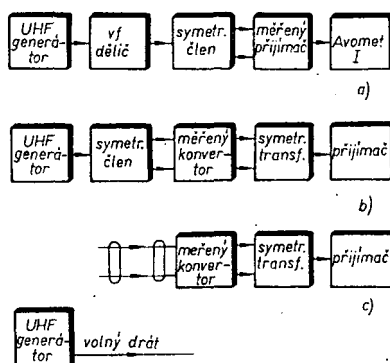 UHF
generá-
tor
vf
dělič
symetr.
člen
měřený
přijímač
Avomet
I
a)
UHF
generá-
tor
symetr.
člen
měřený
konver-
tor
symetr.
transf.
přijímač
b)
meřený
konver-
tor
symetr.
transf.
přijímač
c)
UHF
generá-
tor
volný drát